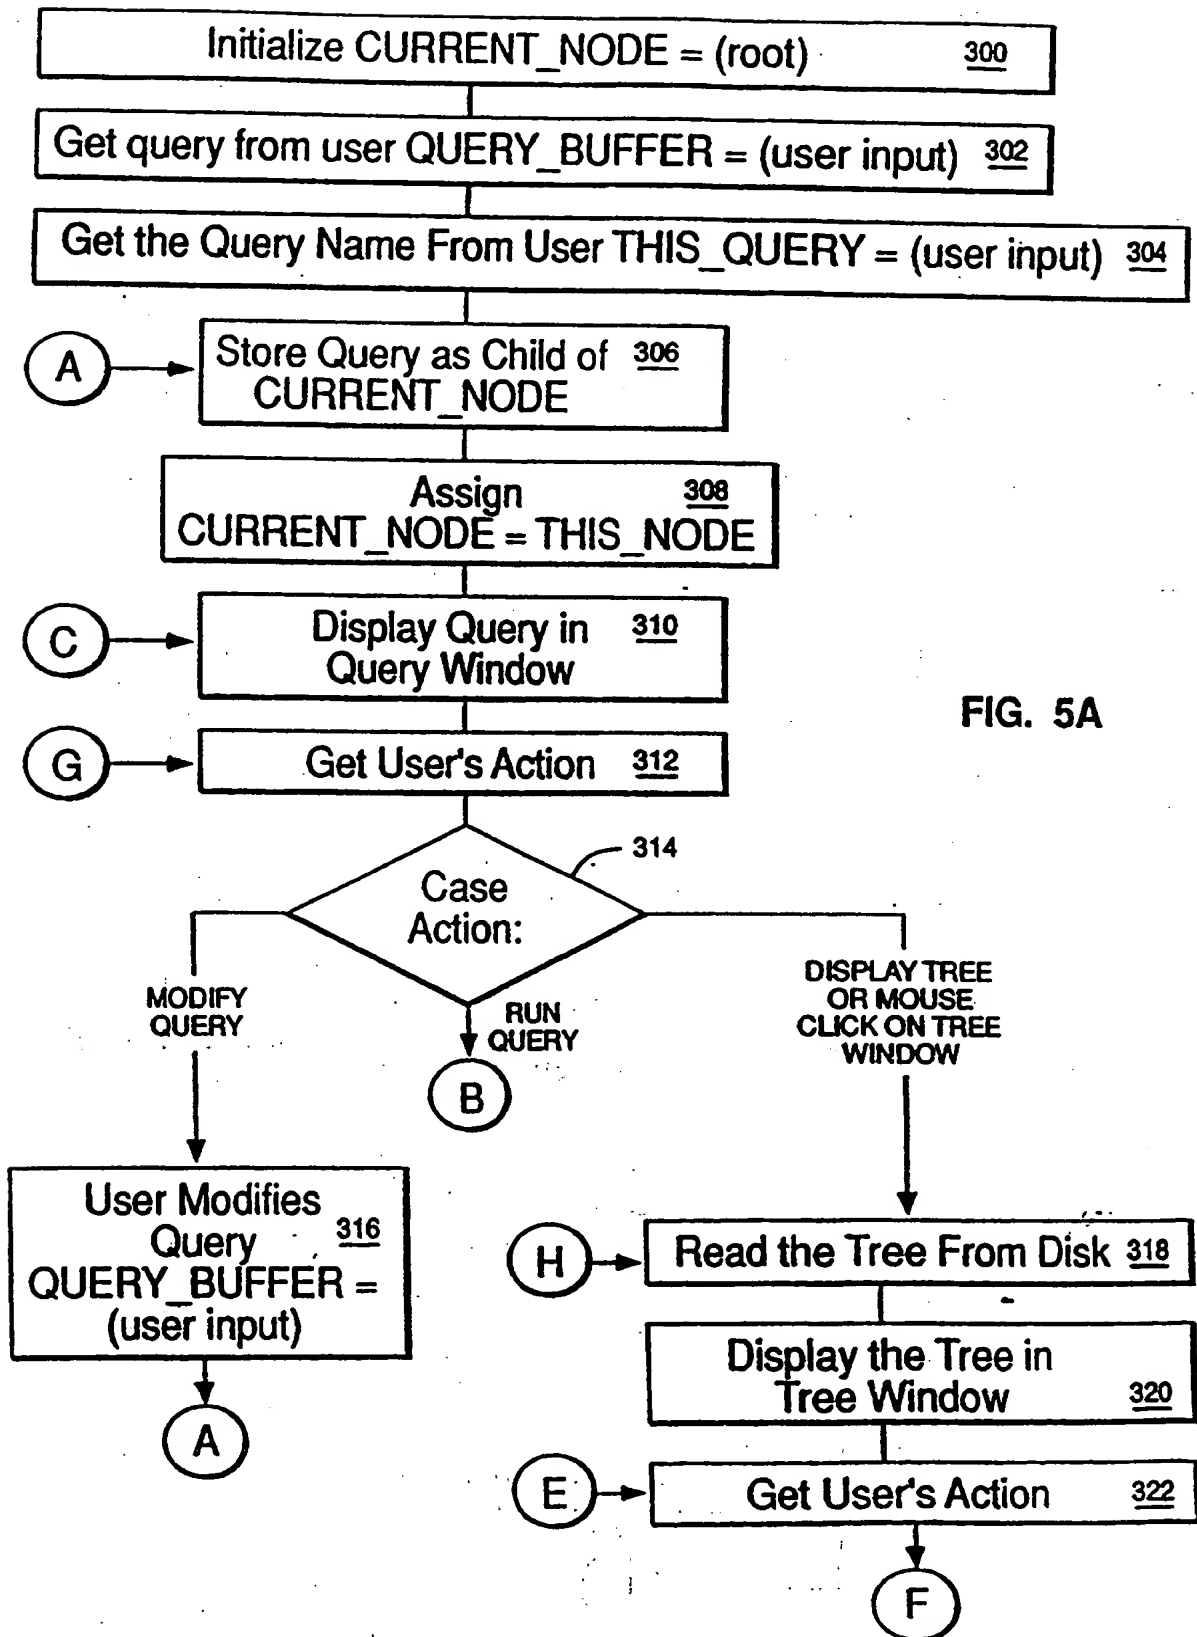 Initialize CURRENT_NODE = (root) 300
Get query from user QUERY_BUFFER = (user input) 302
Get the Query Name From User THIS_QUERY = (user input) 304
A
Store Query as Child of 306
CURRENT_NODE
Assign 308
CURRENT_NODE = THIS_NODE
C
Display Query in 310
Query Window
FIG. 5A
G
Get User's Action 312
314
Case
Action:
MODIFY
QUERY
RUN
QUERY
DISPLAY TREE
OR MOUSE
CLICK ON TREE
WINDOW
B
User Modifies
Query 316
QUERY_BUFFER =
(user input)
A
H
Read the Tree From Disk 318
Display the Tree in
Tree Window 320
E
Get User's Action 322
F